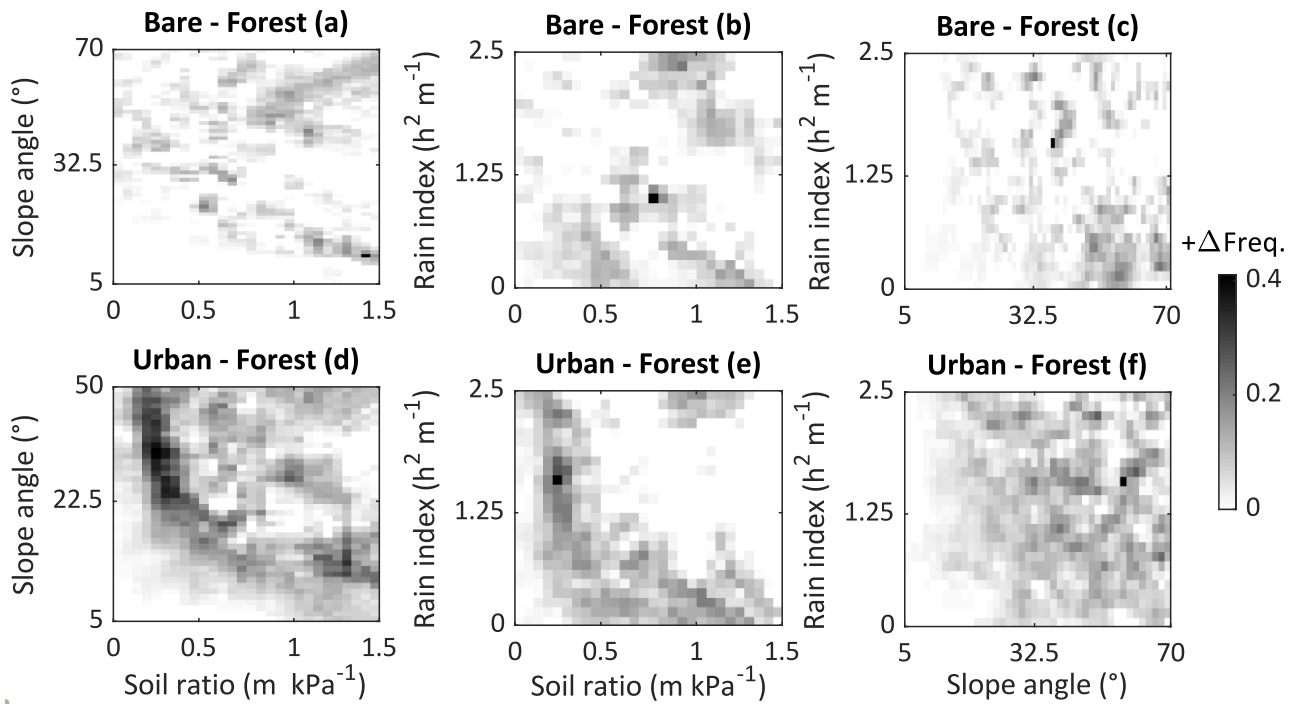 Bare - Forest (a)
Bare - Forest (b)
Bare - Forest (c)
70
32.5
5
Slope angle (°)
0 0.5 1 1.5
2.5
1.25
0
Rain index (h² m⁻¹)
0 0.5 1 1.5
2.5
1.25
0
Rain index (h² m⁻¹)
5 32.5 70
+ΔFreq.
0.4
0.2
0
Urban - Forest (d)
Urban - Forest (e)
Urban - Forest (f)
50
22.5
5
Slope angle (°)
0 0.5 1 1.5
Soil ratio (m kPa⁻¹)
2.5
1.25
0
Rain index (h² m⁻¹)
0 0.5 1 1.5
Soil ratio (m kPa⁻¹)
2.5
1.25
0
Rain index (h² m⁻¹)
5 32.5 70
Slope angle (°)